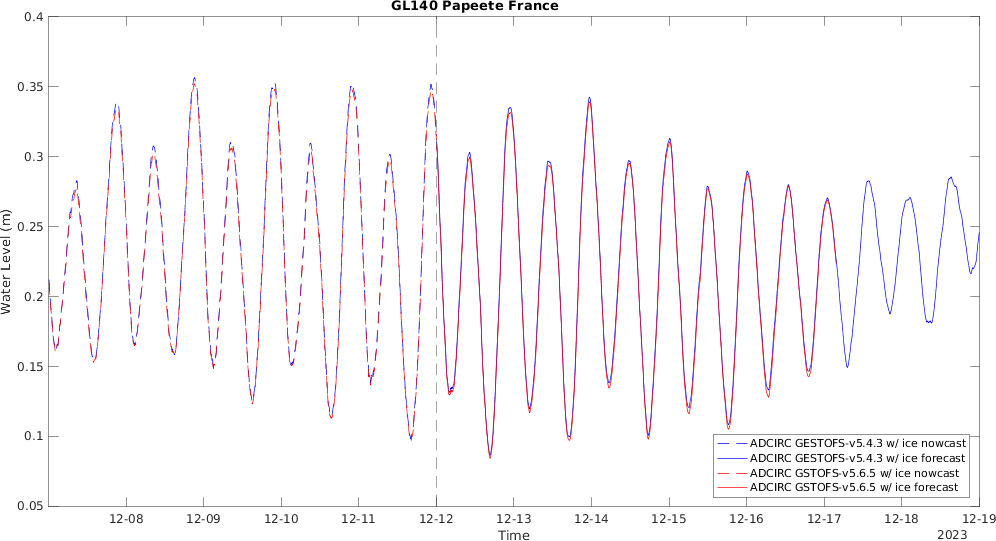 GL140 Papeete France
0.4
0.35
0.3
0.25
0.2
0.15
0.1
0.05
Water Level (m)
ADCIRC GESTOFS-v5.4.3 w/ ice nowcast
ADCIRC GESTOFS-v5.4.3 w/ ice forecast
ADCIRC GSTOFS-v5.6.5 w/ ice nowcast
ADCIRC GSTOFS-v5.6.5 w/ ice forecast
12-08 12-09 12-10 12-11 12-12 12-13 12-14 12-15 12-16 12-17 12-18 12-19
Time
2023